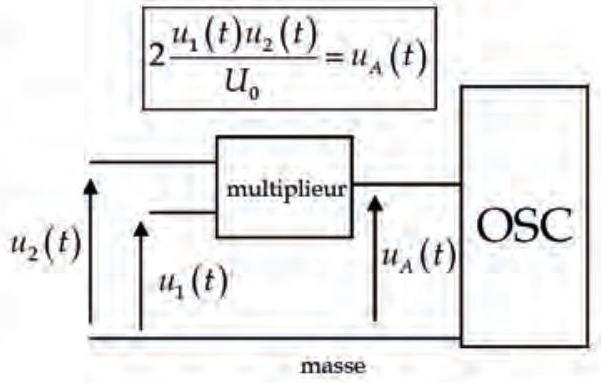 2 u₁(t)u₂(t) / U₀ = u_A(t)
multiplieur
OSC
u₂(t)
u₁(t)
u_A(t)
masse